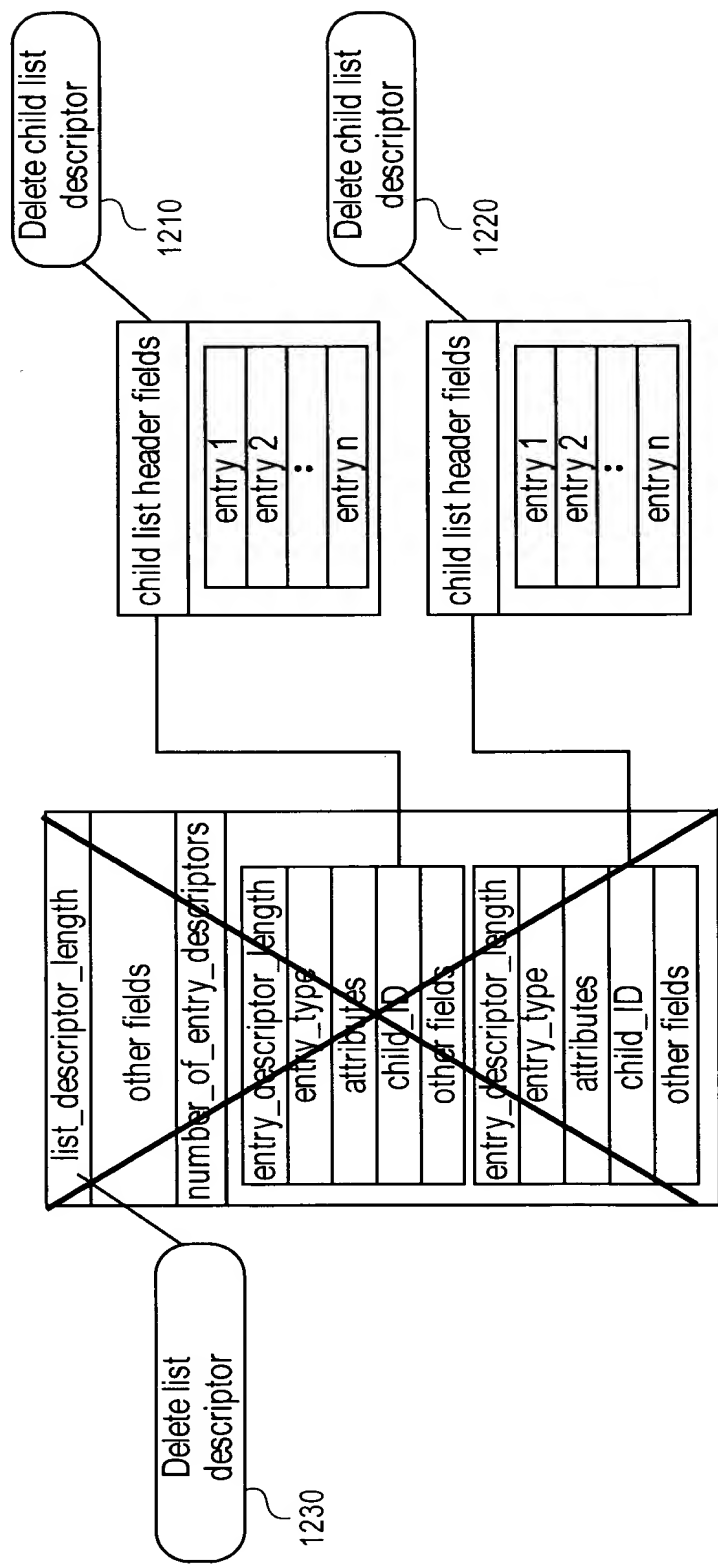 Delete list
descriptor
1230
list_descriptor_length
other fields
number_of_entry_descriptors
entry_descriptor_length
entry_type
attributes
child_ID
other fields
entry_descriptor_length
entry_type
attributes
child_ID
other fields
child list header fields
entry 1
entry 2
:
entry n
child list header fields
entry 1
entry 2
:
entry n
Delete child list
descriptor
1210
Delete child list
descriptor
1220